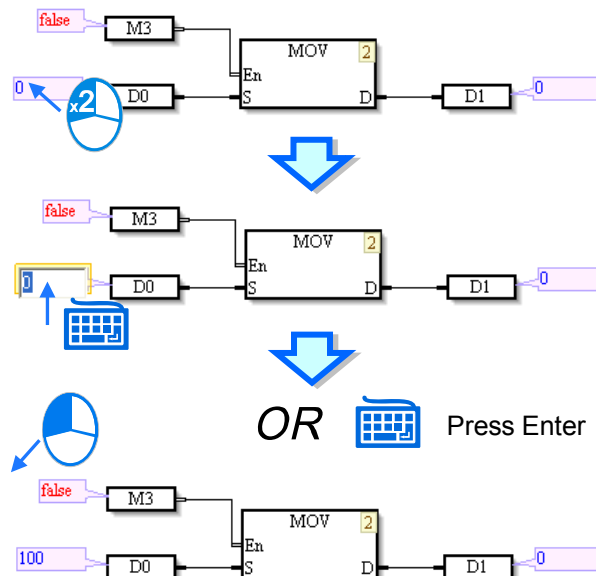 false
M3
MOV 2
En
0 x2 D0 S D D1 0
false
M3
MOV 2
En
0 D0 S D D1 0
OR Press Enter
false
M3
MOV 2
En
100 D0 S D D1 0